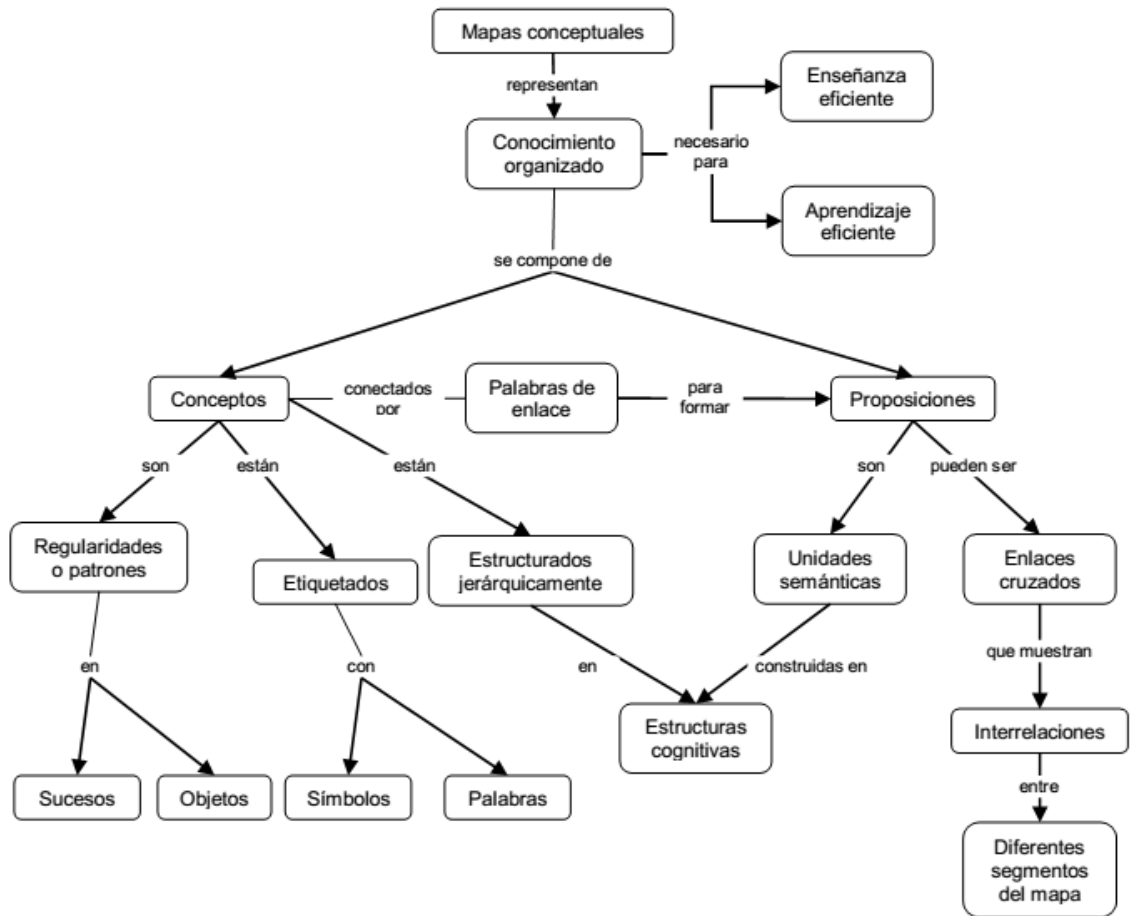 Mapas conceptuales
representan
Enseñanza
eficiente
Conocimiento
organizado
necesario
para
Aprendizaje
eficiente
se compone de
Conceptos
conectados
por
Palabras de
enlace
para
formar
Proposiciones
son
están
están
son
pueden ser
Regularidades
o patrones
Etiquetados
Estructurados
jerárquicamente
Unidades
semánticas
Enlaces
cruzados
en
con
en
construidas en
que muestran
Estructuras
cognitivas
Interrelaciones
Sucesos
Objetos
Símbolos
Palabras
entre
Diferentes
segmentos
del mapa